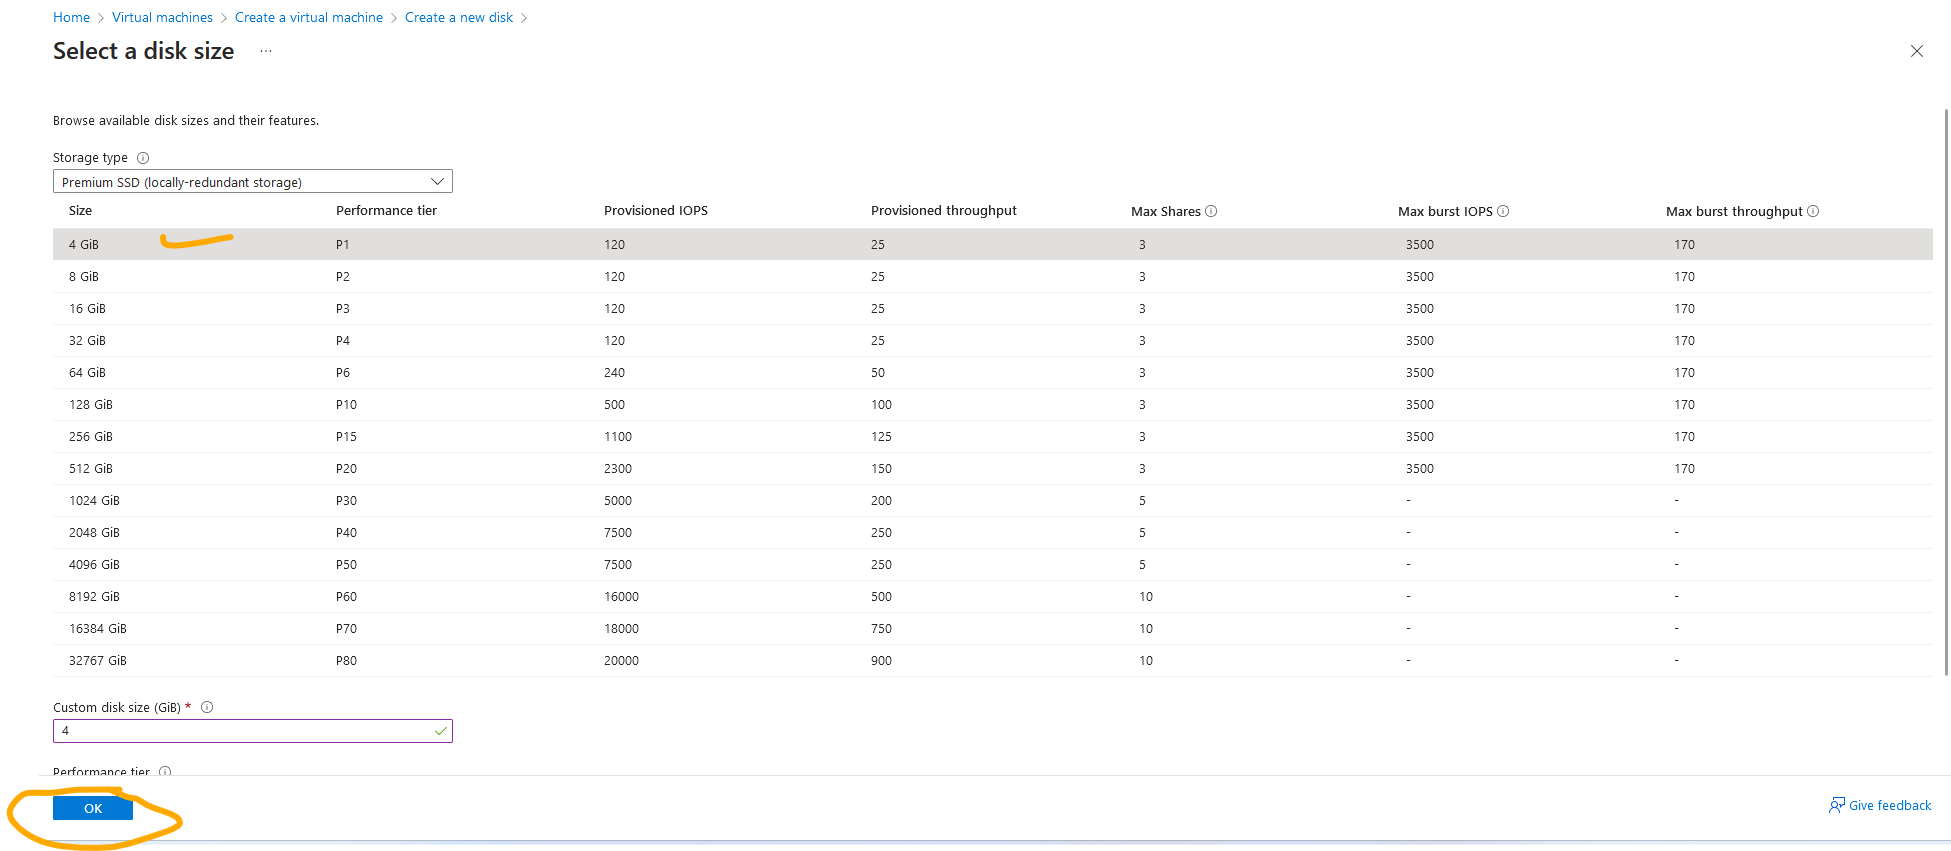 Home > Virtual machines > Create a virtual machine > Create a new disk >
Select a disk size ...
Browse available disk sizes and their features.
Storage type
Premium SSD (locally-redundant storage)
Size Performance tier Provisioned IOPS Provisioned throughput Max Shares Max burst IOPS Max burst throughput
4 GiB P1 120 25 3 3500 170
8 GiB P2 120 25 3 3500 170
16 GiB P3 120 25 3 3500 170
32 GiB P4 120 25 3 3500 170
64 GiB P6 240 50 3 3500 170
128 GiB P10 500 100 3 3500 170
256 GiB P15 1100 125 3 3500 170
512 GiB P20 2300 150 3 3500 170
1024 GiB P30 5000 200 5 - -
2048 GiB P40 7500 250 5 - -
4096 GiB P50 7500 250 5 - -
8192 GiB P60 16000 500 10 - -
16384 GiB P70 18000 750 10 - -
32767 GiB P80 20000 900 10 - -
Custom disk size (GiB) *
4
Performance tier
OK
Give feedback